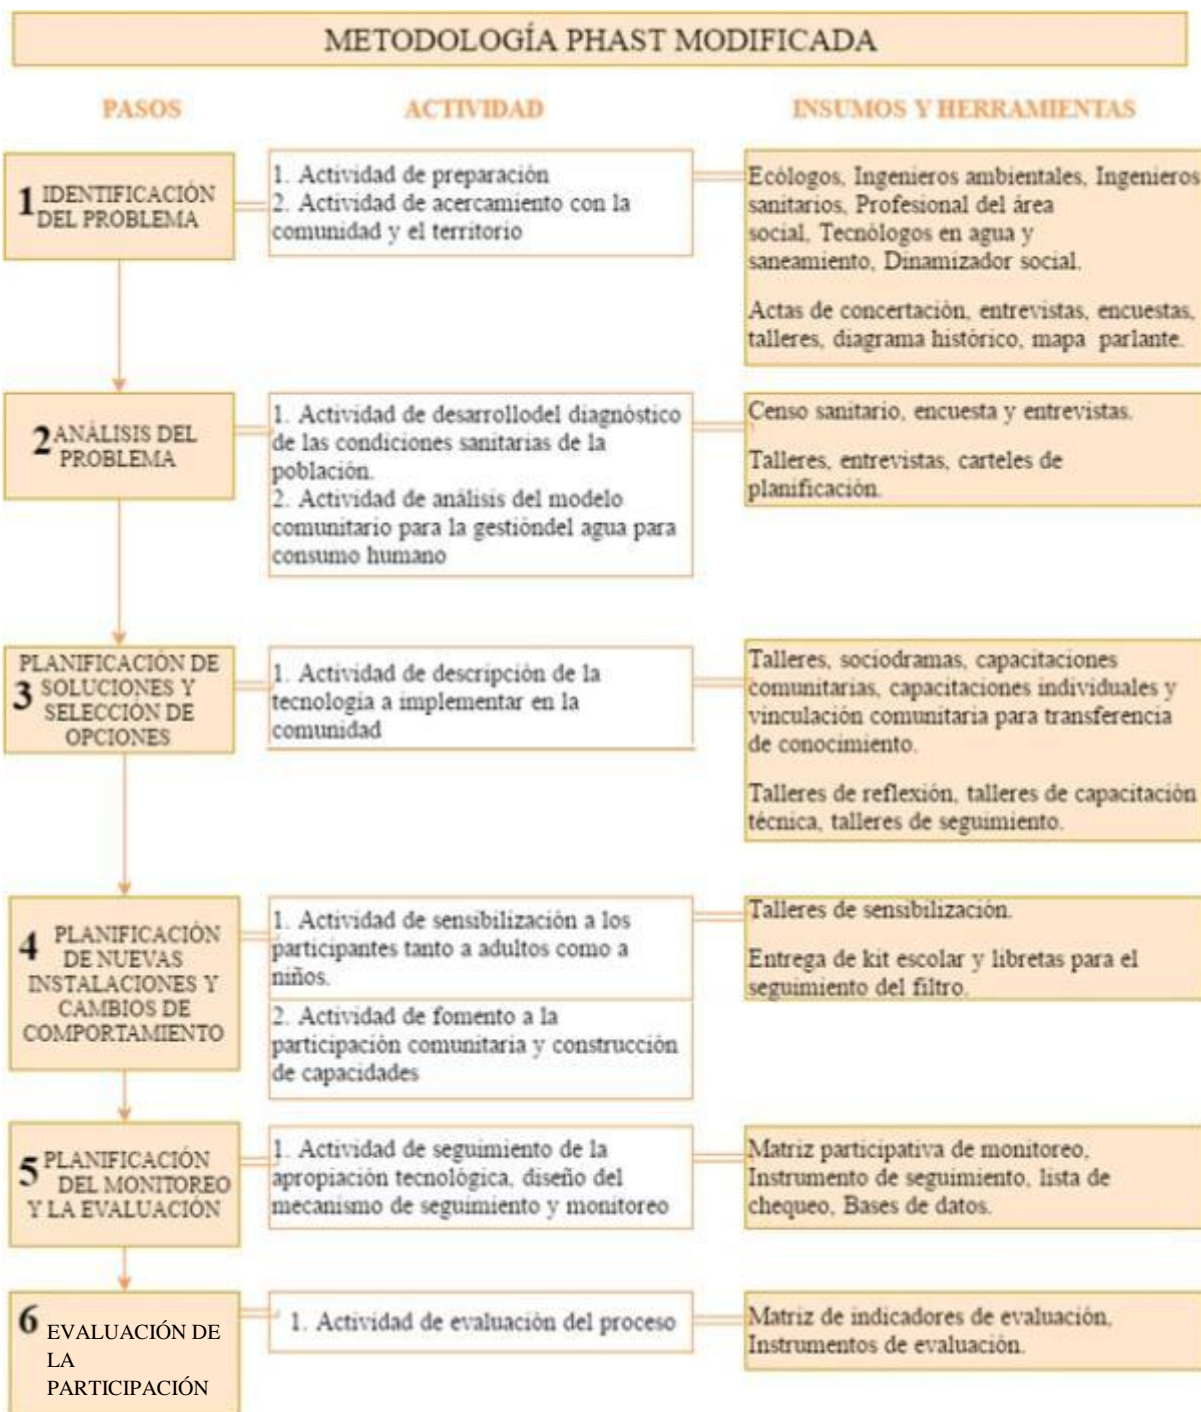 METODOLOGÍA PHAST MODIFICADA
PASOS
ACTIVIDAD
INSUMOS Y HERRAMIENTAS
1 IDENTIFICACIÓN
DEL PROBLEMA
1. Actividad de preparación
2. Actividad de acercamiento con la
comunidad y el territorio
Ecólogos, Ingenieros ambientales, Ingenieros
sanitarios, Profesional del área
social, Tecnólogos en agua y
saneamiento, Dinamizador social.
Actas de concertación, entrevistas, encuestas,
talleres, diagrama histórico, mapa parlante.
2 ANÁLISIS DEL
PROBLEMA
1. Actividad de desarrollodel diagnóstico
de las condiciones sanitarias de la
población.
2. Actividad de análisis del modelo
comunitario para la gestióndel agua para
consumo humano
Censo sanitario, encuesta y entrevistas.
Talleres, entrevistas, carteles de
planificación.
PLANIFICACIÓN DE
3 SOLUCIONES Y
SELECCIÓN DE
OPCIONES
1. Actividad de descripción de la
tecnología a implementar en la
comunidad
Talleres, sociodramas, capacitaciones
comunitarias, capacitaciones individuales y
vinculación comunitaria para transferencia
de conocimiento.
Talleres de reflexión, talleres de capacitación
técnica, talleres de seguimiento.
4 PLANIFICACIÓN
DE NUEVAS
INSTALACIONES Y
CAMBIOS DE
COMPORTAMIENTO
1. Actividad de sensibilización a los
participantes tanto a adultos como a
niños.
2. Actividad de fomento a la
participación comunitaria y construcción
de capacidades
Talleres de sensibilización.
Entrega de kit escolar y libretas para el
seguimiento del filtro.
5 PLANIFICACIÓN
DEL MONITOREO
Y LA EVALUACIÓN
1. Actividad de seguimiento de la
apropiación tecnológica, diseño del
mecanismo de seguimiento y monitoreo
Matriz participativa de monitoreo,
Instrumento de seguimiento, lista de
chequeo, Bases de datos.
6 EVALUACIÓN DE
LA
PARTICIPACIÓN
1. Actividad de evaluación del proceso
Matriz de indicadores de evaluación,
Instrumentos de evaluación.